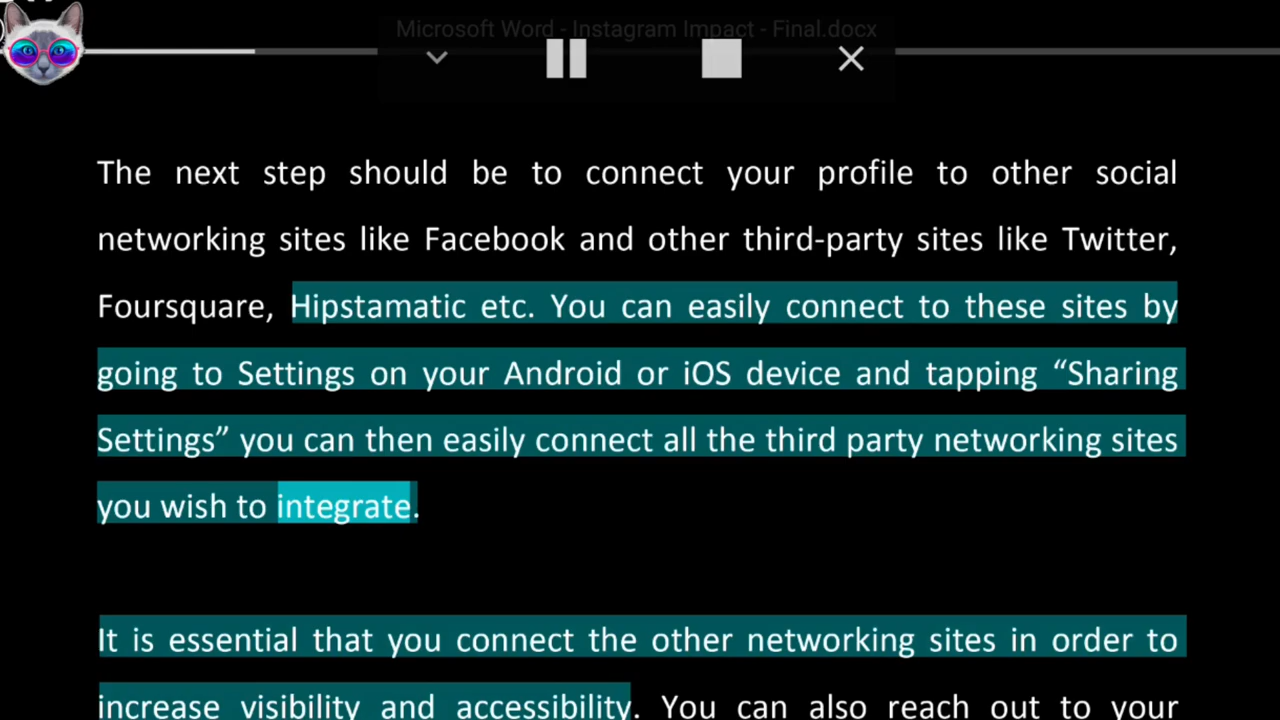 Microsoft Word - Instagram Impact - Final.docx
The next step should be to connect your profile to other social
networking sites like Facebook and other third-party sites like Twitter,
Foursquare, Hipstamatic etc. You can easily connect to these sites by
going to Settings on your Android or iOS device and tapping “Sharing
Settings” you can then easily connect all the third party networking sites
you wish to integrate.
It is essential that you connect the other networking sites in order to
increase visibility and accessibility. You can also reach out to your